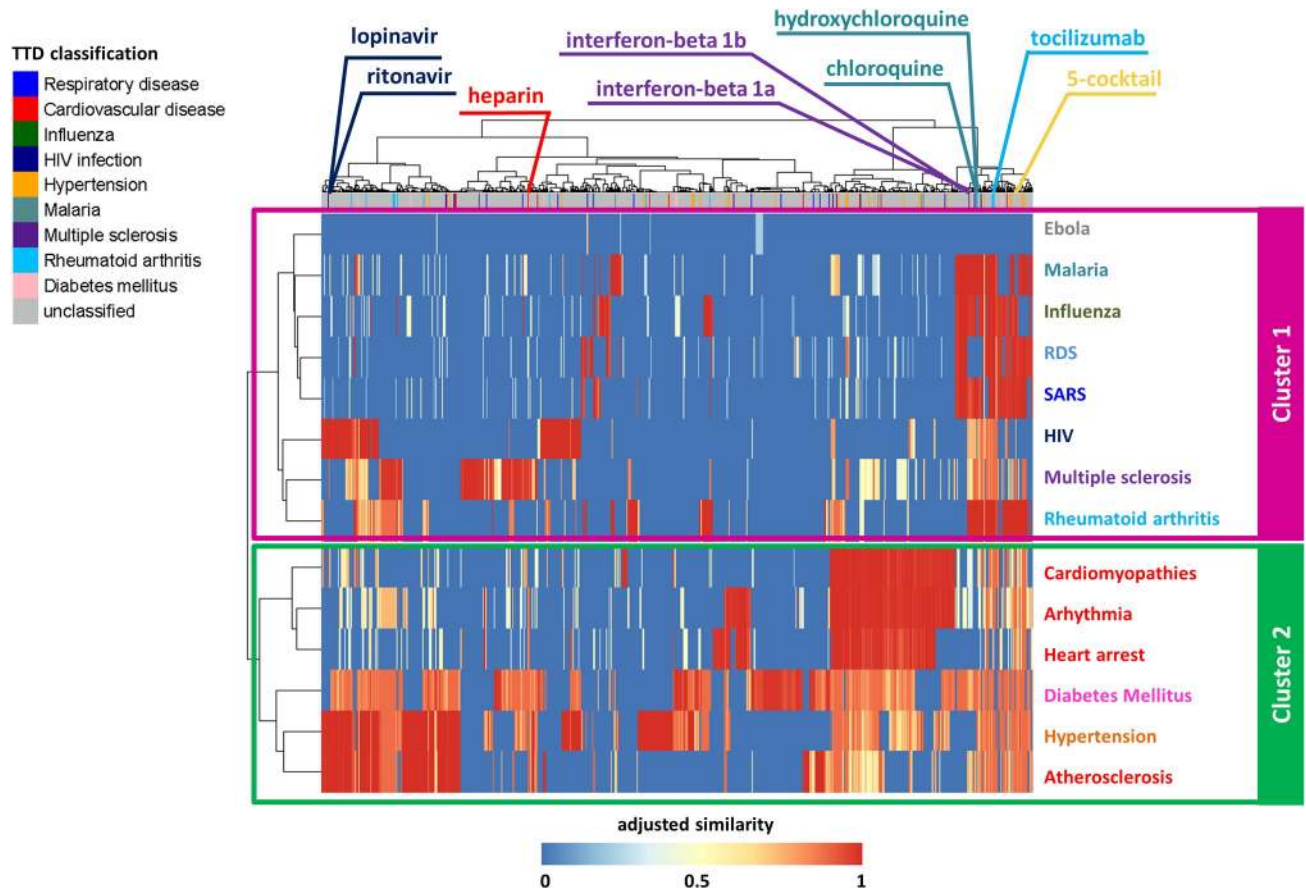 TTD classification
Respiratory disease
Cardiovascular disease
Influenza
HIV infection
Hypertension
Malaria
Multiple sclerosis
Rheumatoid arthritis
Diabetes mellitus
unclassified
lopinavir
ritonavir
heparin
interferon-beta 1b
interferon-beta 1a
hydroxychloroquine
chloroquine
tocilizumab
5-cocktail
Ebola
Malaria
Influenza
RDS
SARS
HIV
Multiple sclerosis
Rheumatoid arthritis
Cluster 1
Cardiomyopathies
Arhythmia
Heart arrest
Diabetes Mellitus
Hypertension
Atherosclerosis
Cluster 2
adjusted similarity
0 0.5 1